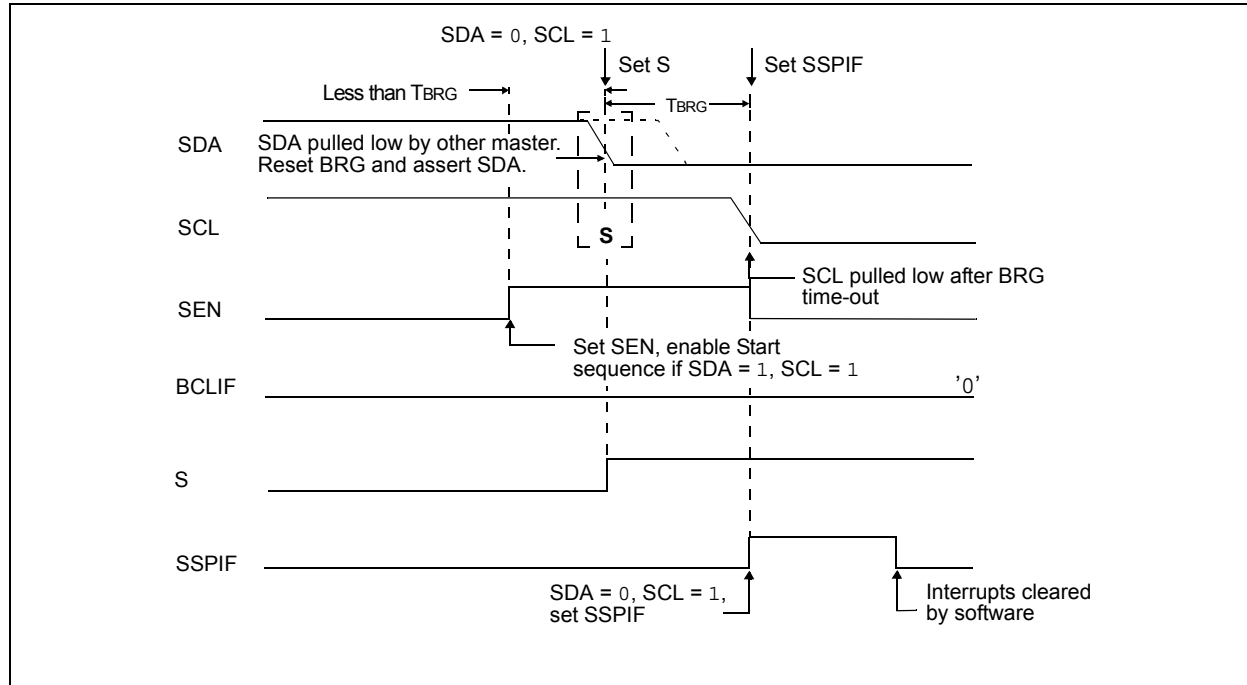 SDA = 0, SCL = 1
Set S
Set SSPIF
Less than TBRG
TBRG
SDA
SDA pulled low by other master.
Reset BRG and assert SDA.
SCL
S
SCL pulled low after BRG
time-out
SEN
Set SEN, enable Start
sequence if SDA = 1, SCL = 1
BCLIF
'0'
S
SSPIF
SDA = 0, SCL = 1,
set SSPIF
Interrupts cleared
by software